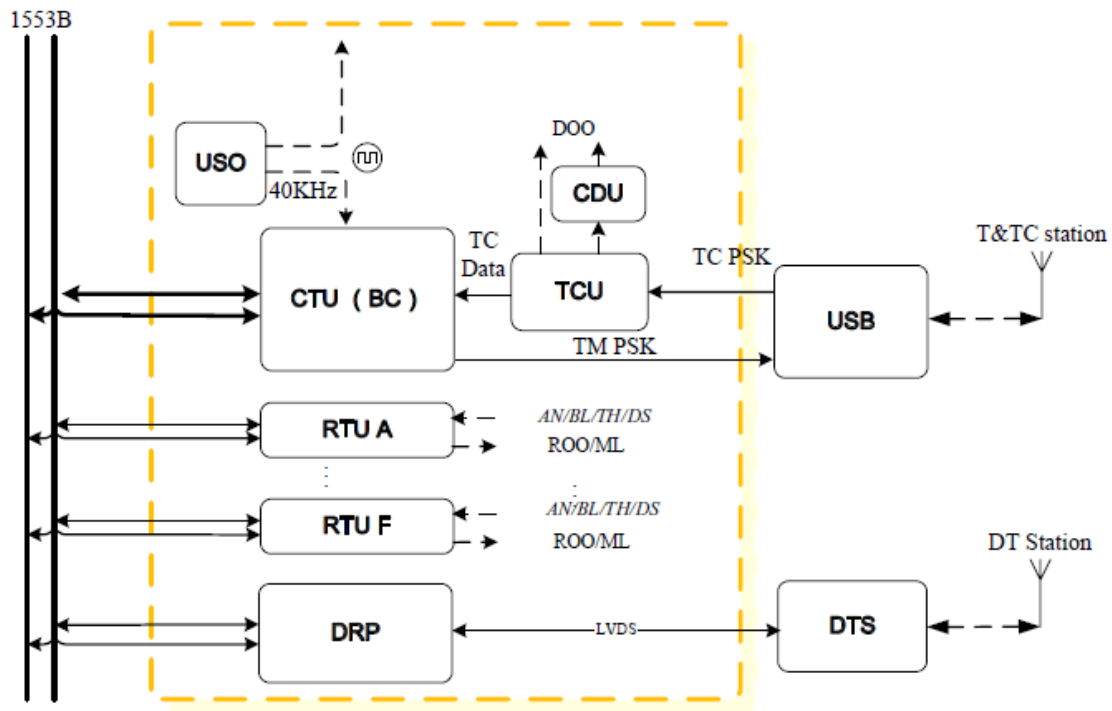 1553B
USO
40KHz
DOO
CDU
TC
Data
TCU
CTU ( BC )
TC PSK
T&TC station
USB
TM PSK
RTU A
AN/BL/TH/DS
ROO/ML
RTU F
AN/BL/TH/DS
ROO/ML
DT Station
DRP
LVDS
DTS